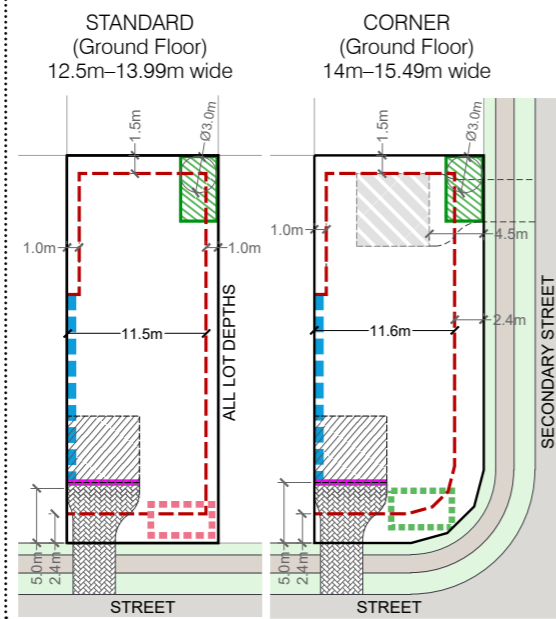 STANDARD
(Ground Floor)
12.5m–13.99m wide
1.5m
Ø3.0m
1.0m
1.0m
11.5m
ALL LOT DEPTHS
5.0m
2.4m
STREET
CORNER
(Ground Floor)
14m–15.49m wide
1.5m
Ø3.0m
1.0m
4.5m
11.6m
2.4m
SECONDARY STREET
5.0m
2.4m
STREET